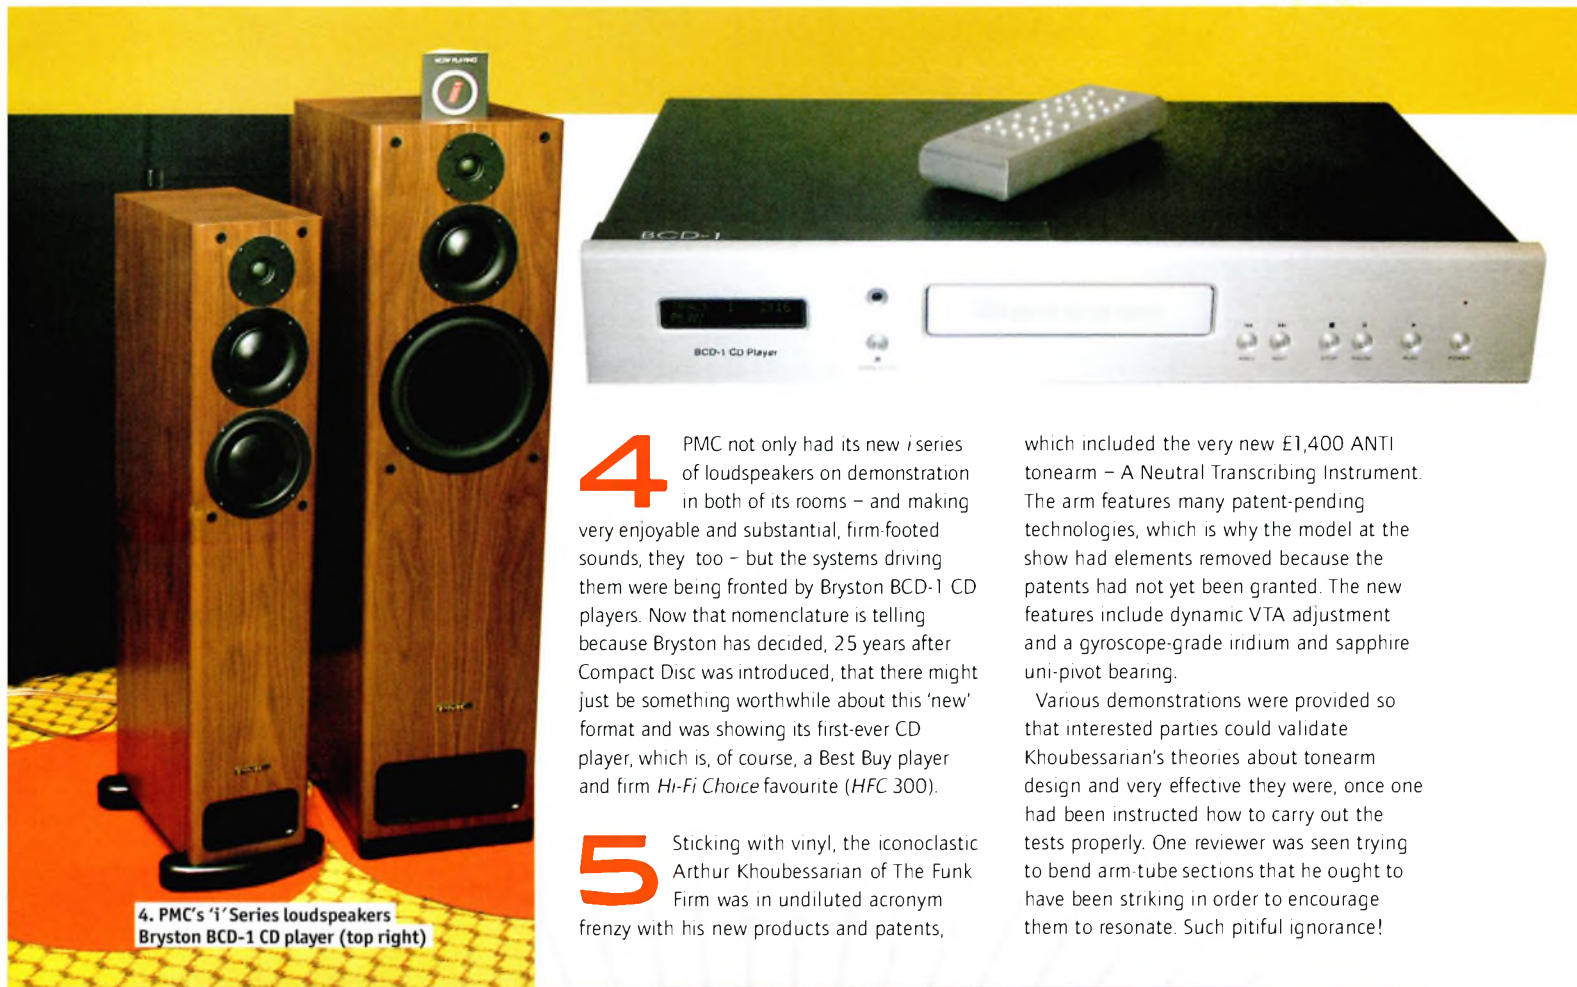 NOW PLAYING
i
BCD-1
PLAY
BCD-1 CD Player
STOP
PAUSE
PLAY
POWER
4
PMC not only had its new i series
of loudspeakers on demonstration
in both of its rooms – and making
very enjoyable and substantial, firm-footed
sounds, they too – but the systems driving
them were being fronted by Bryston BCD-1 CD
players. Now that nomenclature is telling
because Bryston has decided, 25 years after
Compact Disc was introduced, that there might
just be something worthwhile about this 'new'
format and was showing its first-ever CD
player, which is, of course, a Best Buy player
and firm Hi-Fi Choice favourite (HFC 300).
5
Sticking with vinyl, the iconoclastic
Arthur Khoubessarian of The Funk
Firm was in undiluted acronym
frenzy with his new products and patents,
which included the very new £1,400 ANTI
tonearm – A Neutral Transcribing Instrument.
The arm features many patent-pending
technologies, which is why the model at the
show had elements removed because the
patents had not yet been granted. The new
features include dynamic VTA adjustment
and a gyroscope-grade iridium and sapphire
uni-pivot bearing.
Various demonstrations were provided so
that interested parties could validate
Khoubessarian's theories about tonearm
design and very effective they were, once one
had been instructed how to carry out the
tests properly. One reviewer was seen trying
to bend arm-tube sections that he ought to
have been striking in order to encourage
them to resonate. Such pitiful ignorance!
4. PMC's 'i' Series loudspeakers
Bryston BCD-1 CD player (top right)